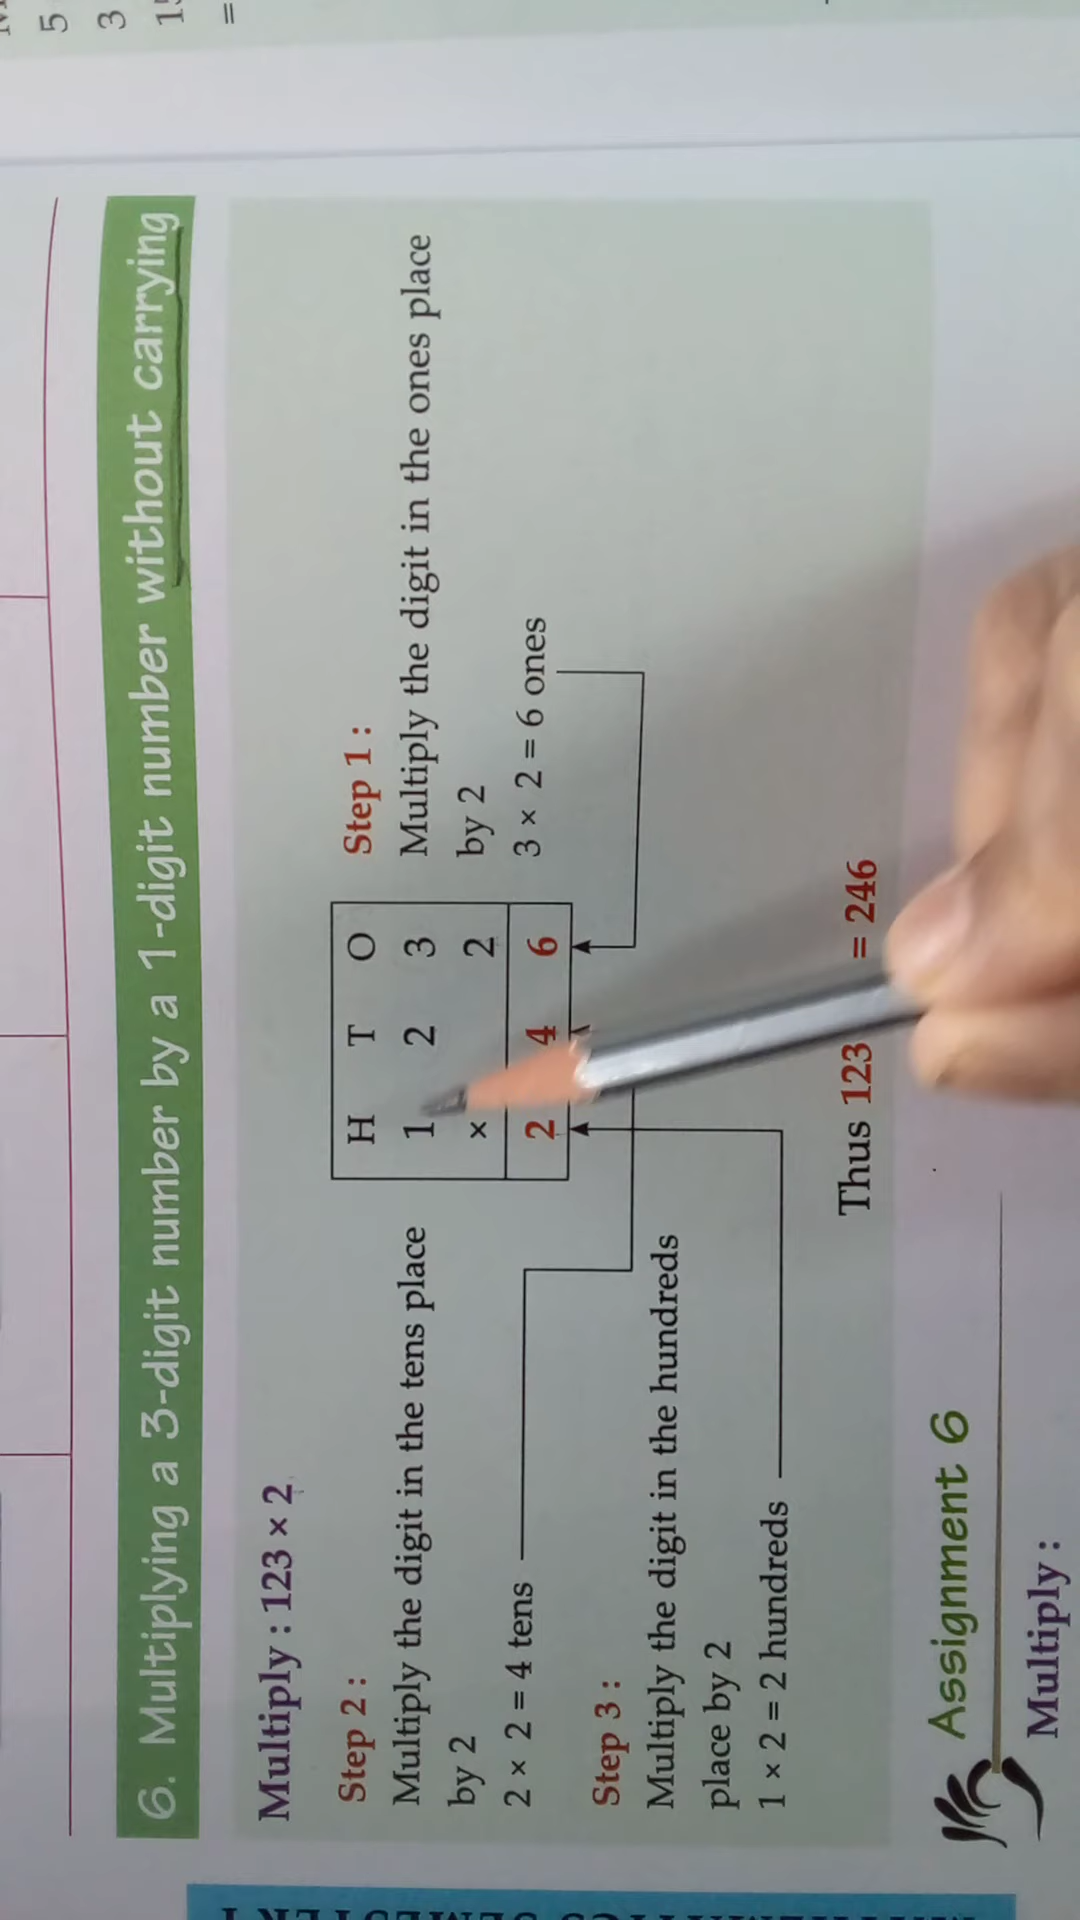 6. Multiplying a 3-digit number by a 1-digit number without carrying
Multiply : 123 × 2
Step 2 :
Multiply the digit in the tens place
by 2
2 × 2 = 4 tens
H T O
1 2 3
× 2
2 4 6
Step 1 :
Multiply the digit in the ones place
by 2
3 × 2 = 6 ones
Step 3 :
Multiply the digit in the hundreds
place by 2
1 × 2 = 2 hundreds
Thus 123 = 246
Assignment 6
Multiply :
5
3
=